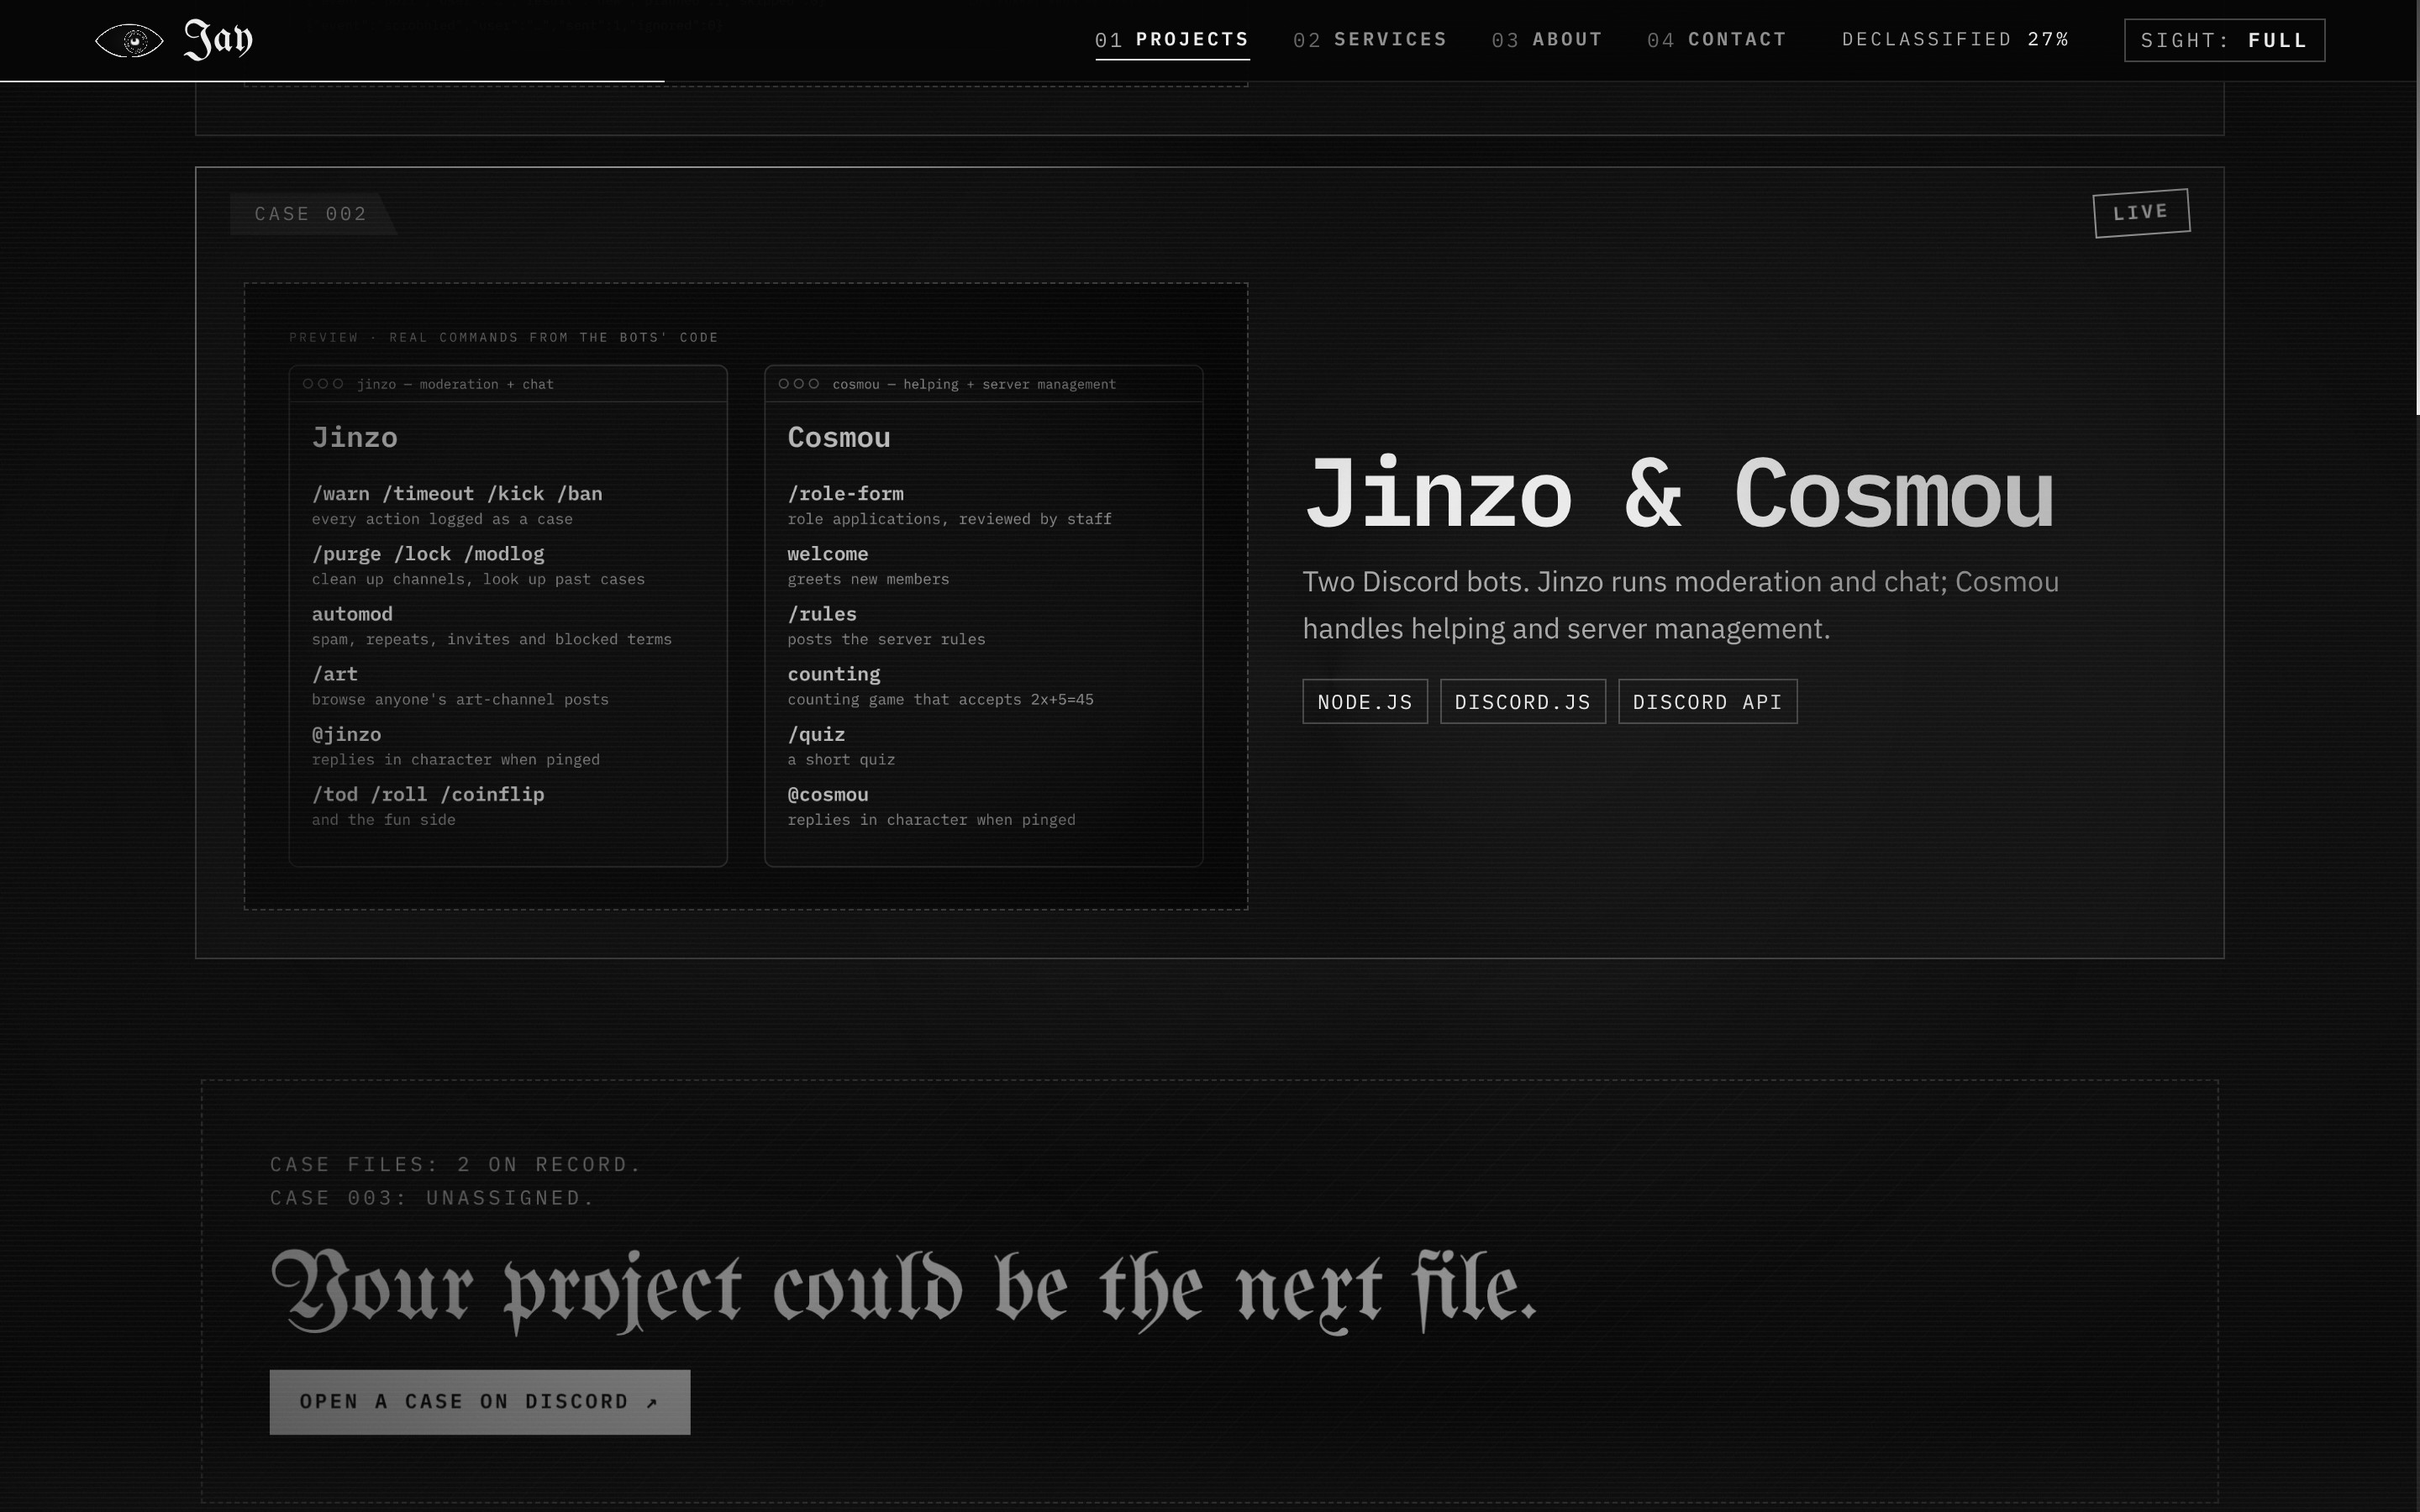 Jay
01 PROJECTS 02 SERVICES 03 ABOUT 04 CONTACT DECLASSIFIED 27% SIGHT: FULL
CASE 002
LIVE
PREVIEW · REAL COMMANDS FROM THE BOTS' CODE
jinzo — moderation + chat
Jinzo
/warn /timeout /kick /ban
every action logged as a case
/purge /lock /modlog
clean up channels, look up past cases
automod
spam, repeats, invites and blocked terms
/art
browse anyone's art-channel posts
@jinzo
replies in character when pinged
/tod /roll /coinflip
and the fun side
cosmou — helping + server management
Cosmou
/role-form
role applications, reviewed by staff
welcome
greets new members
/rules
posts the server rules
counting
counting game that accepts 2x+5=45
/quiz
a short quiz
@cosmou
replies in character when pinged
Jinzo & Cosmou
Two Discord bots. Jinzo runs moderation and chat; Cosmou
handles helping and server management.
NODE.JS DISCORD.JS DISCORD API
CASE FILES: 2 ON RECORD.
CASE 003: UNASSIGNED.
Your project could be the next file.
OPEN A CASE ON DISCORD ↗